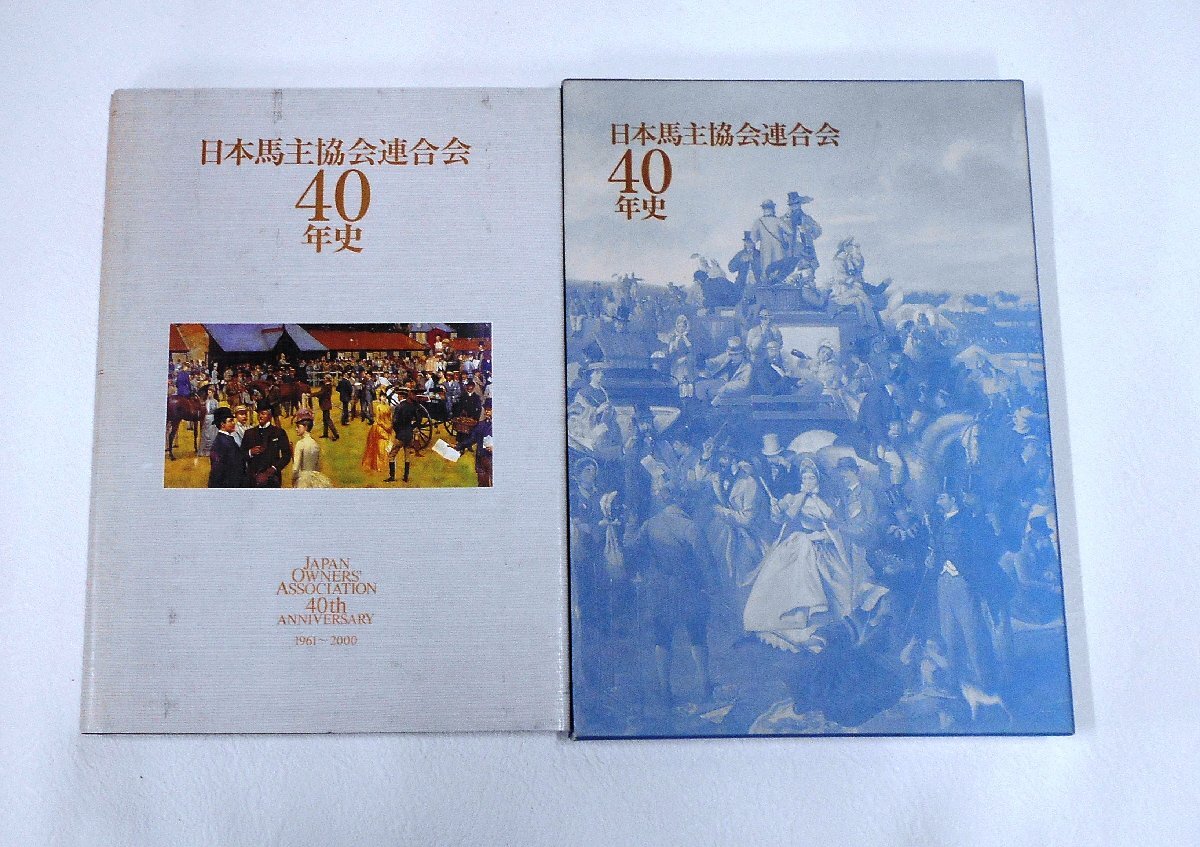 日本馬主協会連合会
40
年史
JAPAN
OWNERS'
ASSOCIATION
40th
ANNIVERSARY
1961～2000
日本馬主協会連合会
40
年史